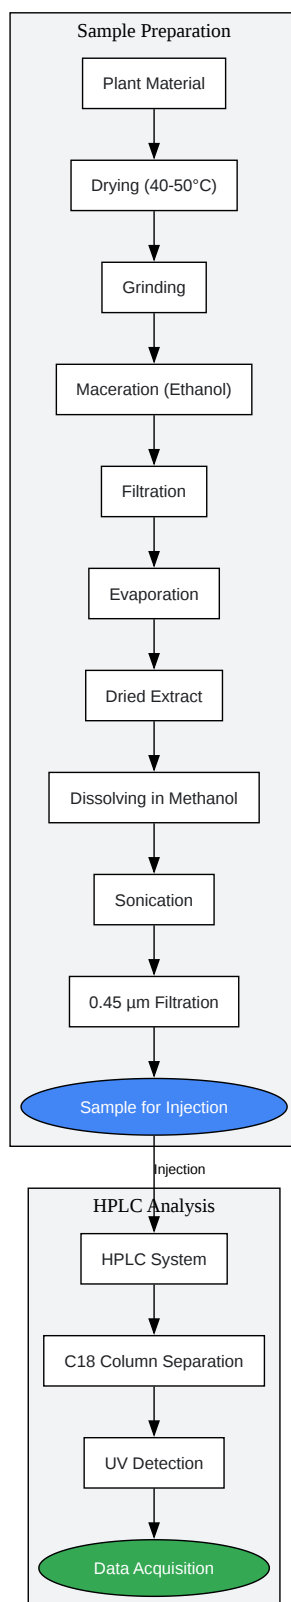 Sample Preparation
Plant Material
Drying (40-50°C)
Grinding
Maceration (Ethanol)
Filtration
Evaporation
Dried Extract
Dissolving in Methanol
Sonication
0.45 µm Filtration
Sample for Injection
Injection
HPLC Analysis
HPLC System
C18 Column Separation
UV Detection
Data Acquisition